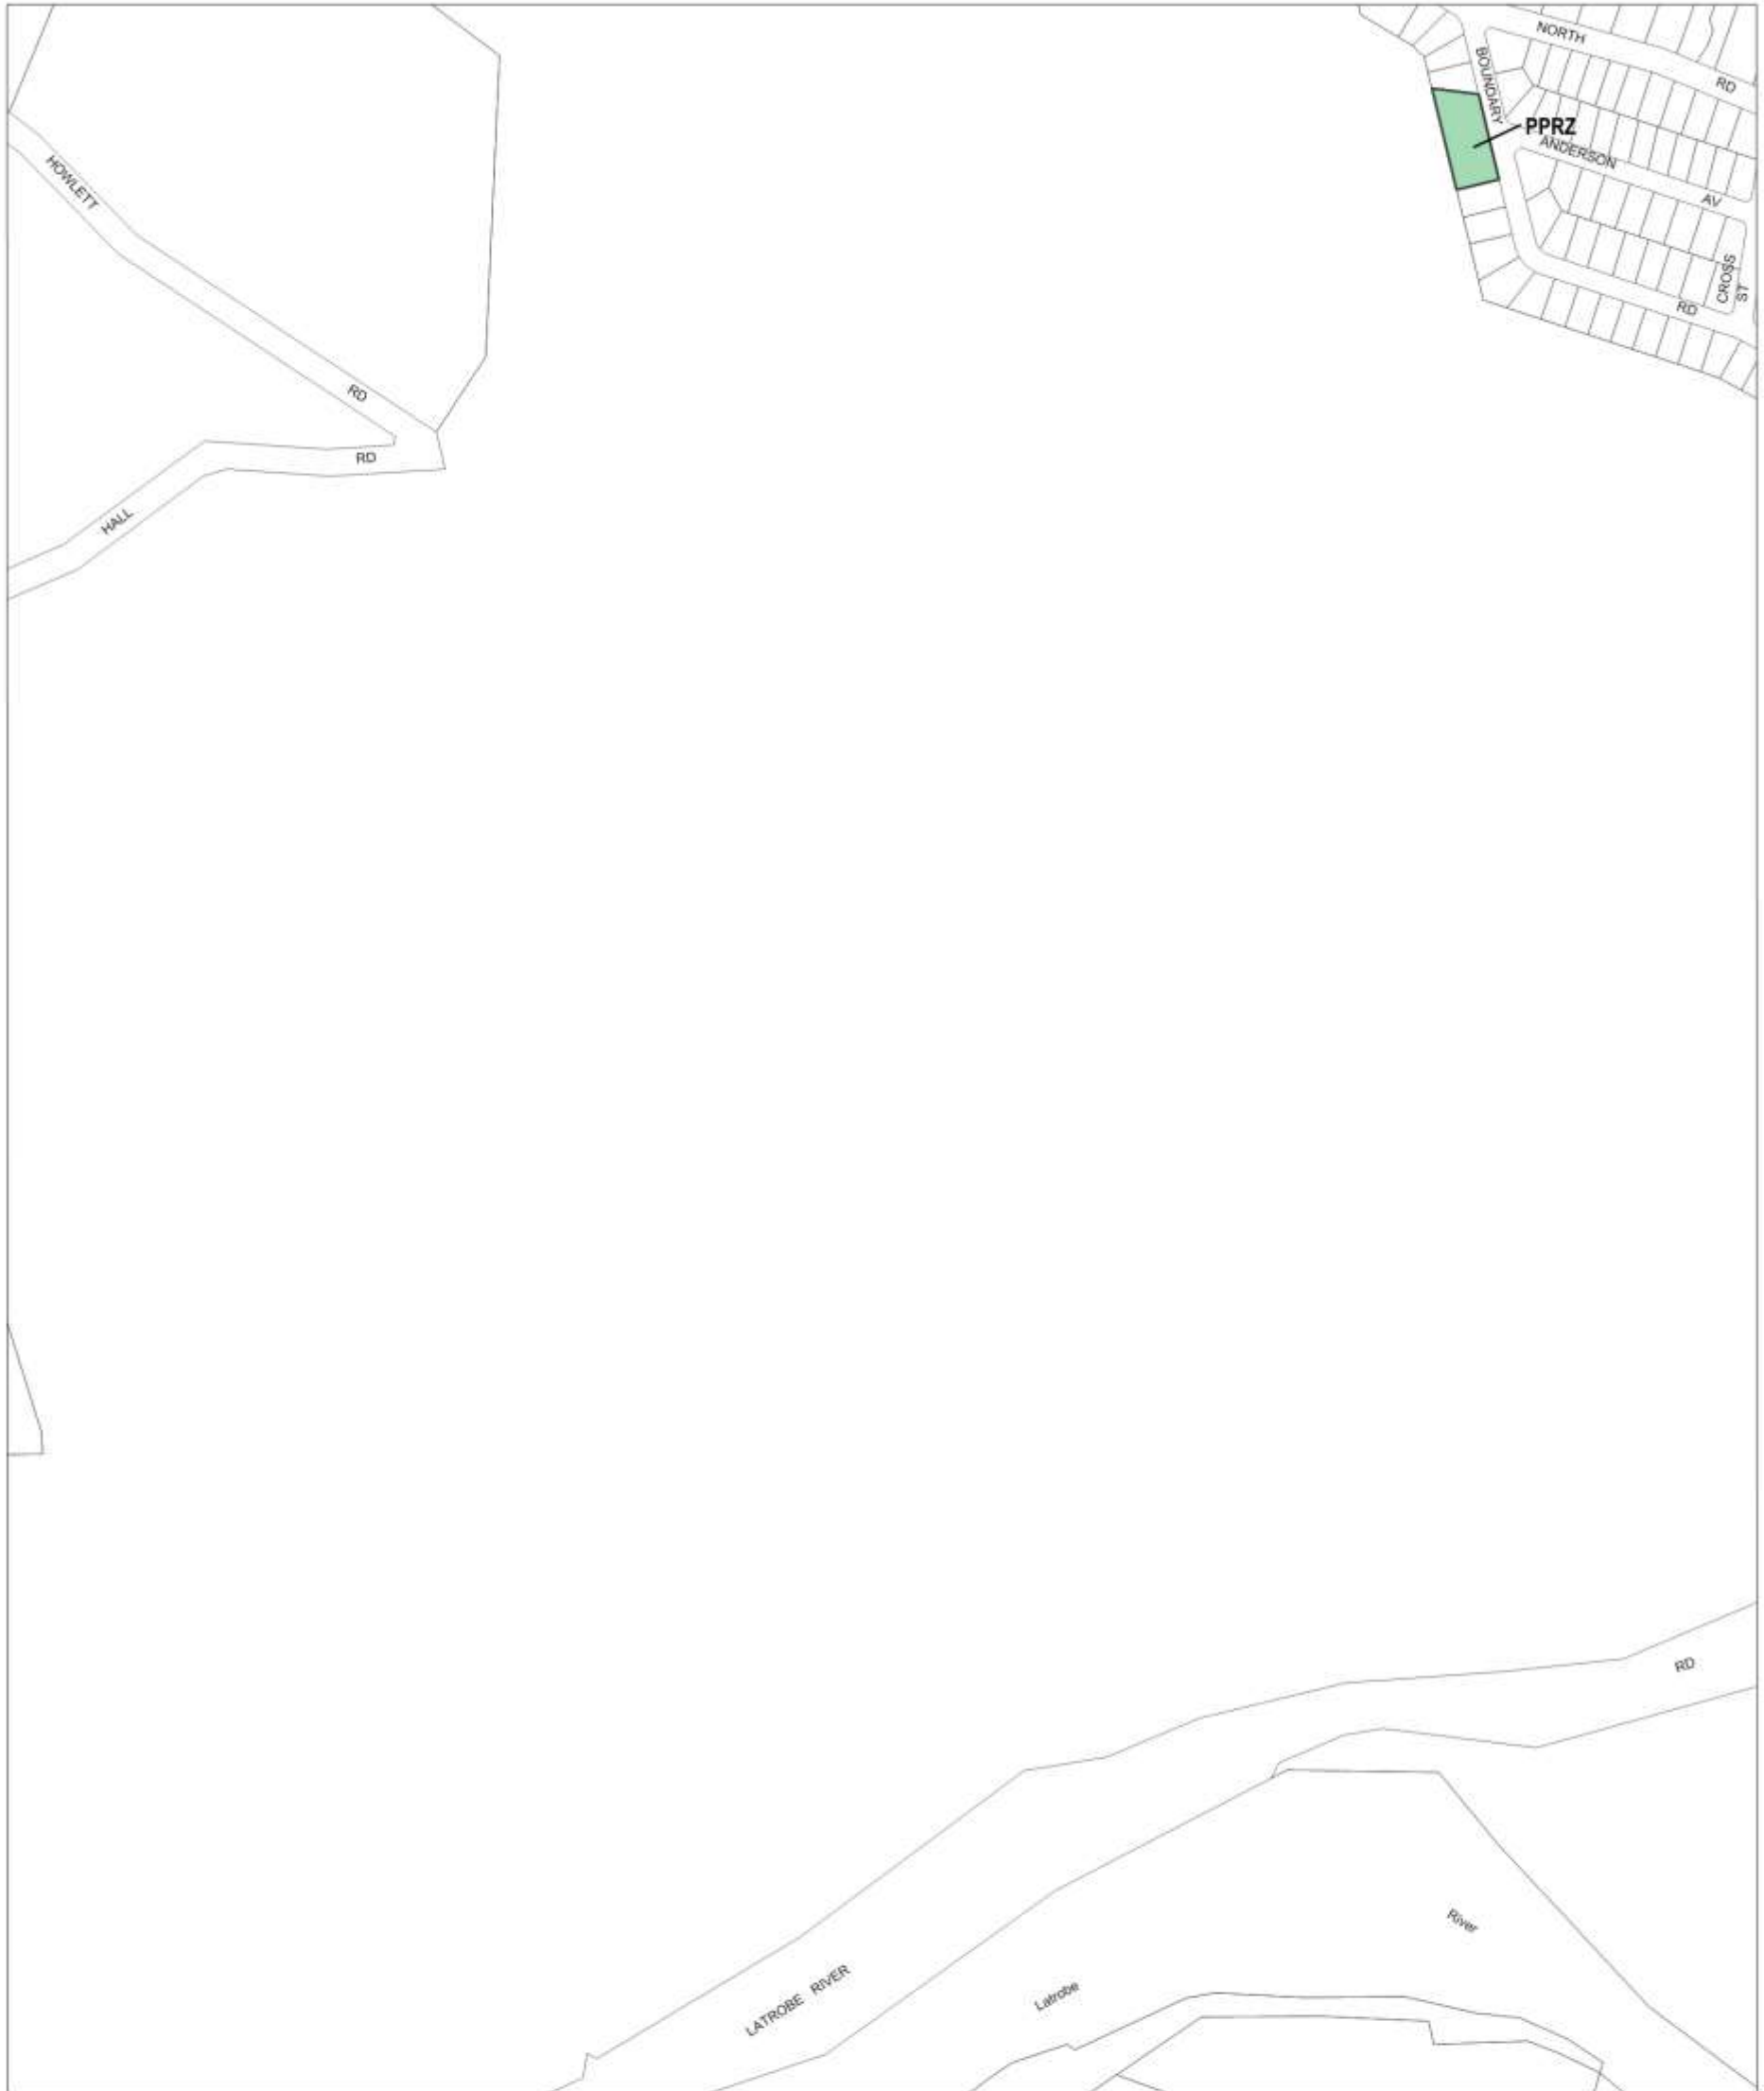 NORTH
RD
BOUNDARY
PPRZ
ANDERSON
AV
HOWLETT
CROSS
ST
RD
RD
RD
HALL
RD
River
LATROBE RIVER
Latrobe